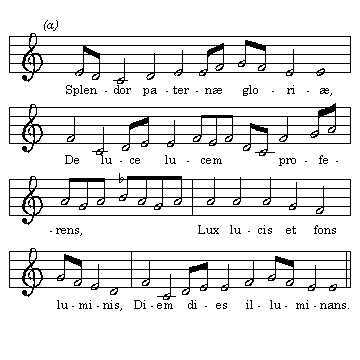 (a)
Splen - dor pa - ter - næ glo - ri - æ,
De lu - ce lu - cem pro - fe -
- rens, Lux lu - cis et fons
lu - mi - nis, Di - em di - es il - lu - mi - nans.